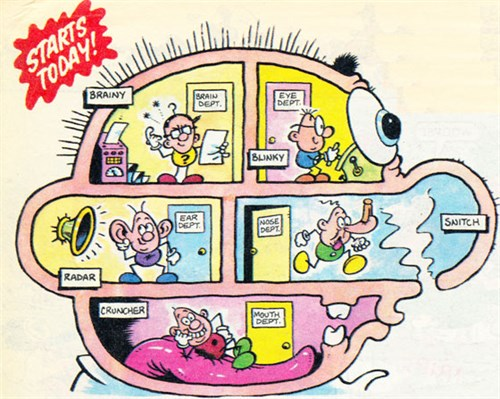 STARTS
TODAY!
BRAINY
BRAIN
DEPT.
EYE
DEPT.
BLINKY
EAR
DEPT.
NOSE
DEPT.
SNITCH
RADAR
CRUNCHER
MOUTH
DEPT.